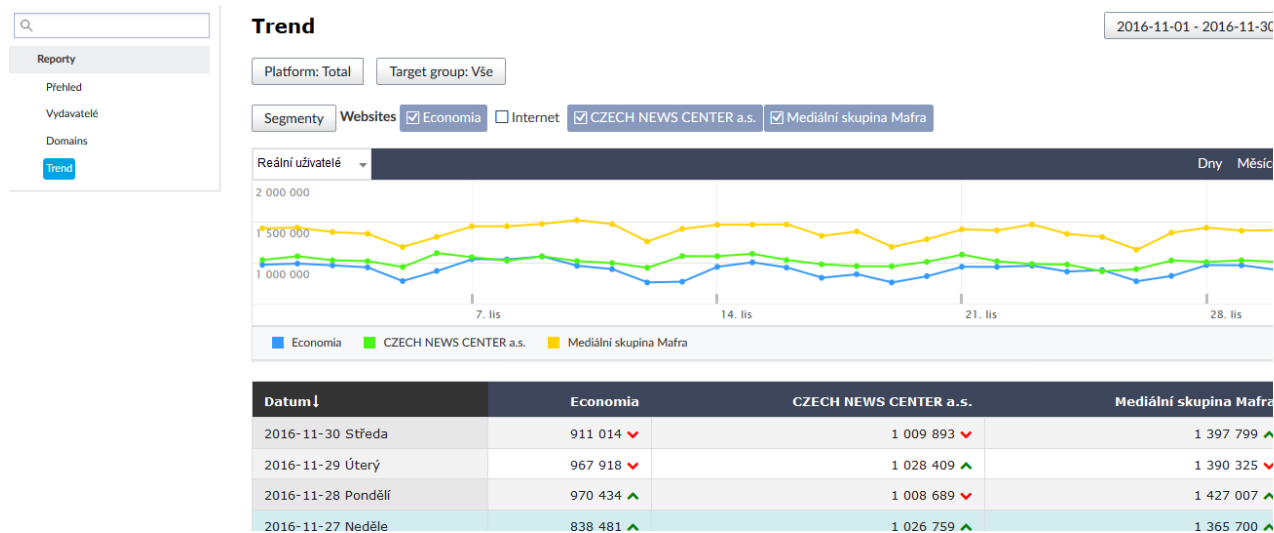 Trend
2016-11-01 - 2016-11-30
Reporty
Přehled
Vydavatelé
Domains
Trend
Platform: Total
Target group: Vše
Segmenty Websites Economia Internet CZECH NEWS CENTER a.s. Mediální skupina Mafra
Reální uživatelé Dny Měsíc
2 000 000
1 500 000
1 000 000
7. lis 14. lis 21. lis 28. lis
Economia CZECH NEWS CENTER a.s. Mediální skupina Mafra
Datum↓ Economia CZECH NEWS CENTER a.s. Mediální skupina Mafra
2016-11-30 Středa 911 014 1 009 893 1 397 799
2016-11-29 Úterý 967 918 1 028 409 1 390 325
2016-11-28 Pondělí 970 434 1 008 689 1 427 007
2016-11-27 Neděle 838 481 1 026 759 1 365 700